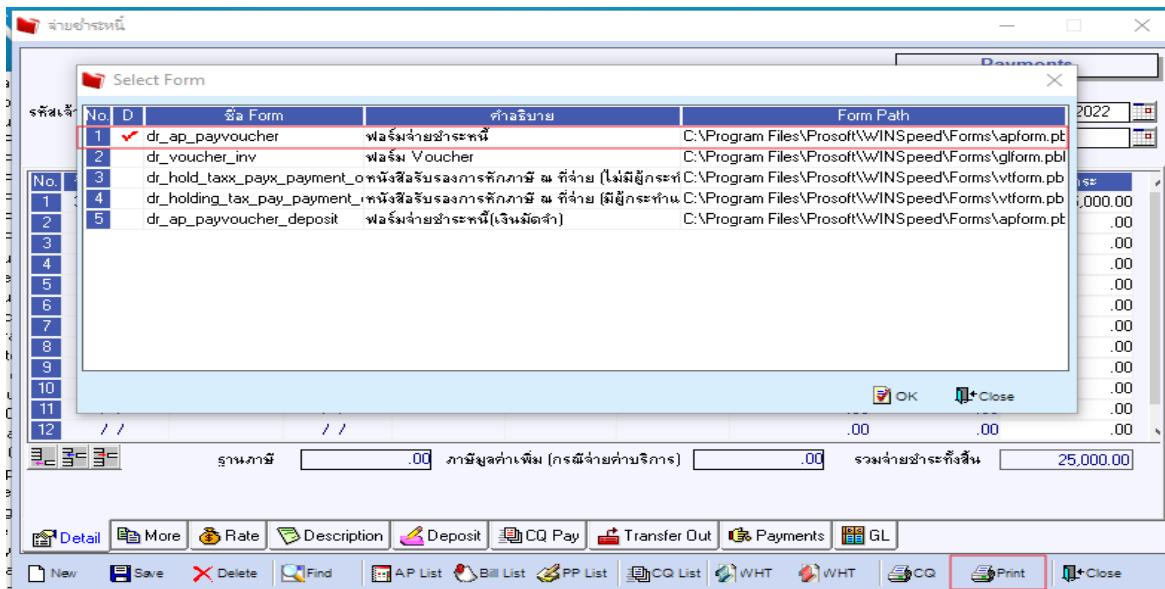 จ่ายชำระหนี้
Payments
Select Form
รหัสเจ้า
2022
No. D ชื่อ Form คำอธิบาย Form Path
1 dr_ap_payvoucher ฟอร์มจ่ายชำระหนี้ C:\Program Files\Prosoft\WINSpeed\Forms\apform.pb
2 dr_voucher_inv ฟอร์ม Voucher C:\Program Files\Prosoft\WINSpeed\Forms\glform.pbl
3 dr_hold_taxx_payx_payment_o หนังสือรับรองการหักภาษี ณ ที่จ่าย (ไม่มีผู้กระทำ C:\Program Files\Prosoft\WINSpeed\Forms\vtform.pb
4 dr_holding_tax_pay_payment_ หนังสือรับรองการหักภาษี ณ ที่จ่าย (มีผู้กระทำแ C:\Program Files\Prosoft\WINSpeed\Forms\vtform.pb
5 dr_ap_payvoucher_deposit ฟอร์มจ่ายชำระหนี้(เงินมัดจำ) C:\Program Files\Prosoft\WINSpeed\Forms\apform.pb
No. ระ
1 ,000.00
2 .00
3 .00
4 .00
5 .00
6 .00
7 .00
8 .00
9 .00
OK Close
10 .00
11 .00 .00 .00
12 / / / / .00 .00 .00
ฐานภาษี .00 ภาษีมูลค่าเพิ่ม (กรณีจ่ายค่าบริการ) .00 รวมจ่ายชำระทั้งสิ้น 25,000.00
Detail More Rate Description Deposit CQ Pay Transfer Out Payments GL
New Save Delete Find AP List Bill List PP List CQ List WHT WHT CQ Print Close